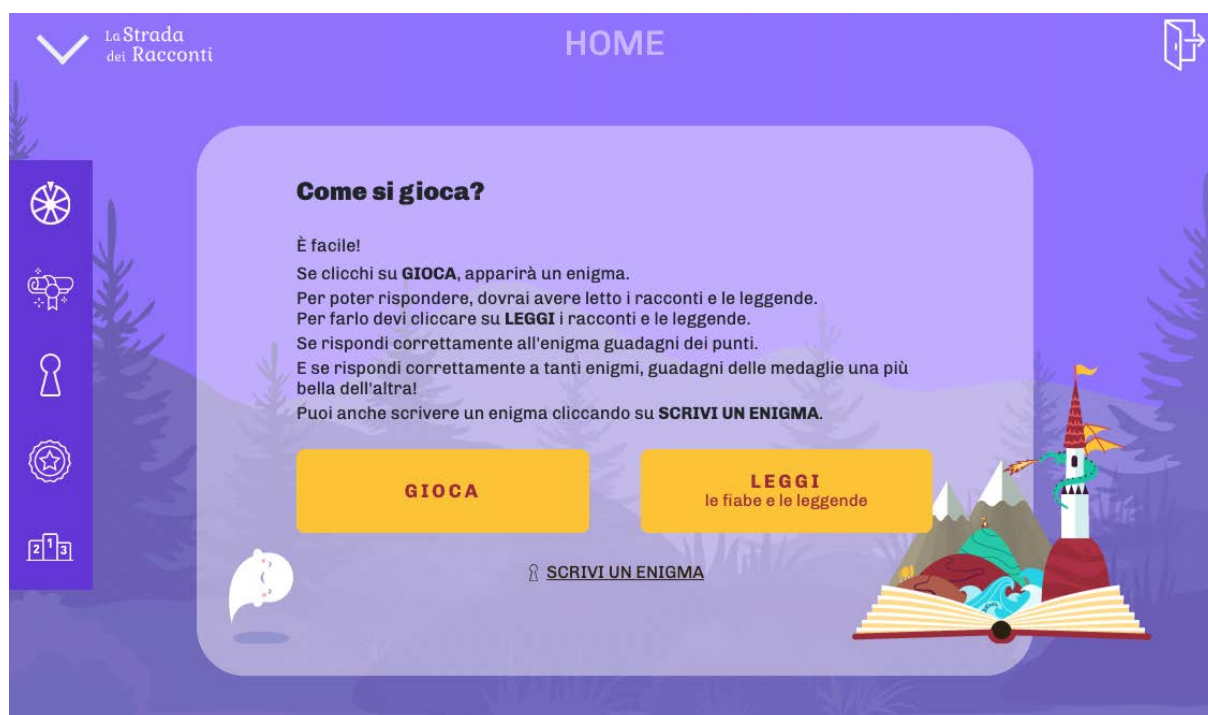 La Strada
dei Racconti
HOME
Come si gioca?
È facile!
Se clicchi su GIOCA, apparirà un enigma.
Per poter rispondere, dovrai avere letto i racconti e le leggende.
Per farlo devi cliccare su LEGGI i racconti e le leggende.
Se rispondi correttamente all'enigma guadagni dei punti.
E se rispondi correttamente a tanti enigmi, guadagni delle medaglie una più
bella dell'altra!
Puoi anche scrivere un enigma cliccando su SCRIVI UN ENIGMA.
GIOCA
LEGGI
le fiabe e le leggende
SCRIVI UN ENIGMA
2 1 3